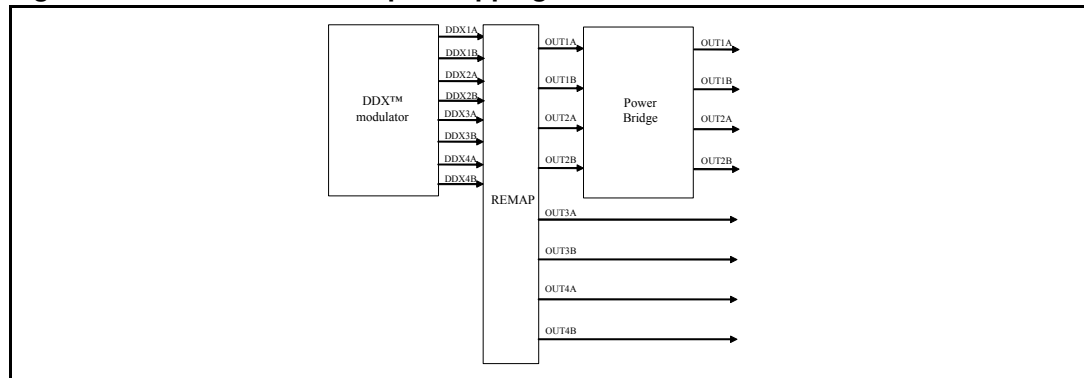 DDX™
modulator
DDX1A
DDX1B
DDX2A
DDX2B
DDX3A
DDX3B
DDX4A
DDX4B
REMAP
OUT1A
OUT1B
OUT2A
OUT2B
OUT3A
OUT3B
OUT4A
OUT4B
Power
Bridge
OUT1A
OUT1B
OUT2A
OUT2B